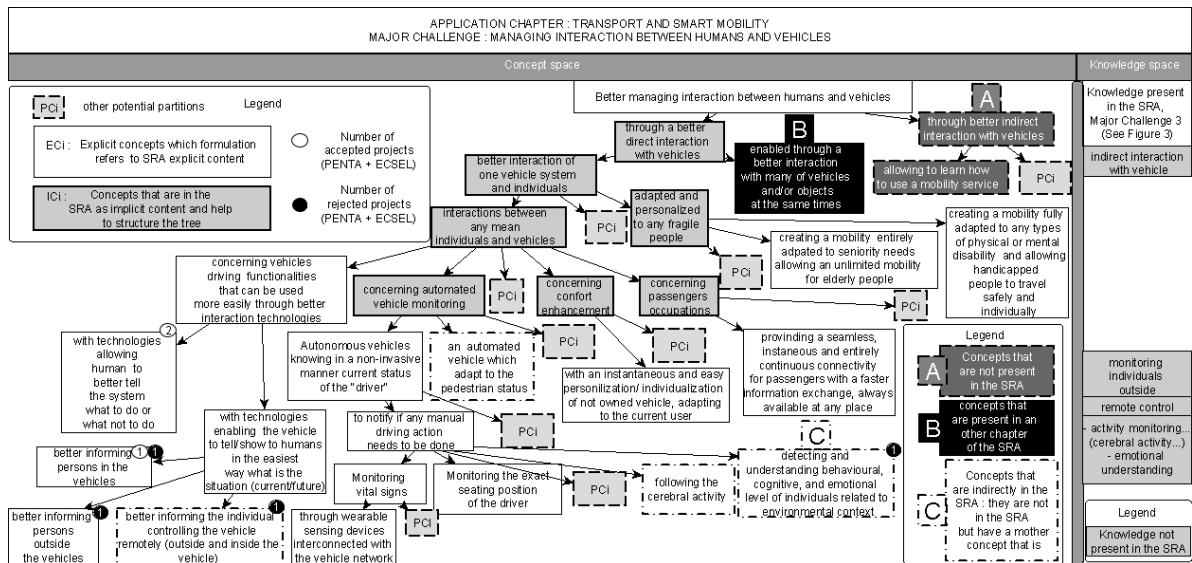 APPLICATION CHAPTER : TRANSPORT AND SMART MOBILITY
MAJOR CHALLENGE : MANAGING INTERACTION BETWEEN HUMANS AND VEHICLES
Concept space
Knowledge space
PCi
other potential partitions
Legend
ECi : Explicit concepts which formulation
refers to SRA explicit content
Number of
accepted projects
(PENTA + ECSEL)
ICi : Concepts that are in the
SRA as implicit content and help
to structure the tree
Number of
rejected projects
(PENTA + ECSEL)
Better managing interaction between humans and vehicles
A
through better indirect
interaction with vehicles
through a better
direct interaction
with vehicles
B
enabled through a
better interaction
with many of vehicles
and/or objects
at the same times
allowing to learn how
to use a mobility service
PCi
better interaction of
one vehicle system
and individuals
interactions between
any mean
individuals and vehicles
PCi
adapted and
personalized
to any fragile
people
PCi
creating a mobility entirely
adpated to seniority needs
allowing an unlimited mobility
for elderly people
creating a mobility fully
adapted to any types
of physical or mental
disability and allowing
handicapped
people to travel
safely and
individually
concerning vehicles
driving functionalities
that can be used
more easily through better
interaction technologies
concerning automated
vehicle monitoring
PCi
concerning
confort
enhancement
concerning
passengers
occupations
PCi
2
with technologies
allowing
human to
better tell
the system
what to do or
what not to do
Autonomous vehicles
knowing in a non-invasive
manner current status
of the "driver"
an automated
vehicle which
adapt to the
pedestrian status
PCi
PCi
with an instantaneous and easy
personilization/ individualization
of not owned vehicle, adapting
to the current user
provinding a seamless,
instaneous and entirely
continuous connectivity
for passengers with a faster
information exchange, always
available at any place
with technologies
enabling the vehicle
to tell/show to humans
in the easiest
way what is the
situation (current/future)
to notify if any manual
driving action
needs to be done
PCi
1
1
better informing
persons in the
vehicles
1
better informing
persons
outside
the vehicles
1
better informing the individual
controlling the vehicle
remotely (outside and inside the
vehicle)
Monitoring
vital signs
PCi
through wearable
sensing devices
interconnected with
the vehicle network
Monitoring the exact
seating position
of the driver
PCi
following the
cerebral activity
C
1
detecting and
understanding behavioural,
cognitive, and emotional
level of individuals related to
environmental context
Legend
A
Concepts that
are not present
in the SRA
B
concepts that
are present in an
other chapter
of the SRA
C
Concepts that
are indirectly in the
SRA : they are not
in the SRA
but have a mother
concept that is
Knowledge present
in the SRA,
Major Challenge 3
(See Figure 3)
indirect interaction
with vehicle
monitoring
individuals
outside
remote control
- activity monitoring...
(cerebral activity...)
- emotional
understanding
Legend
Knowledge not
present in the SRA